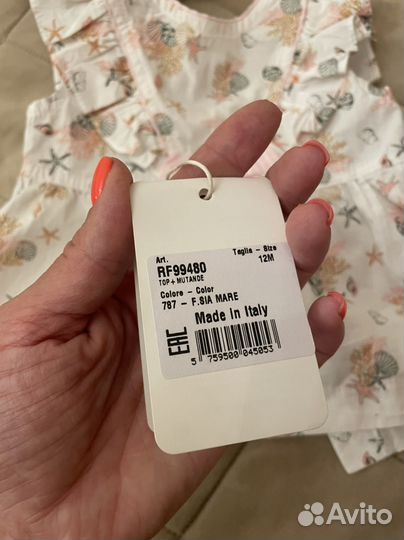 Art.
Taglia - Size
RF99480
12M
TOP + MUTANDE
Colore - Color
787 - F.SIA MARE
Made in Italy
EAC
5 759500 045053
Avito